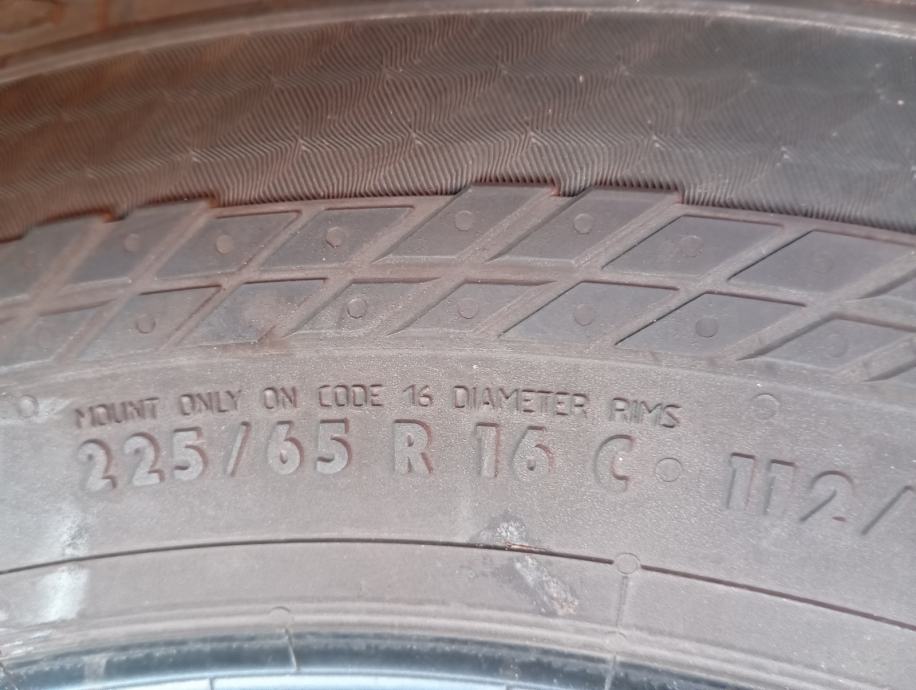 MOUNT ONLY ON CODE 16 DIAMETER RIMS
225/65 R 16 C 112/